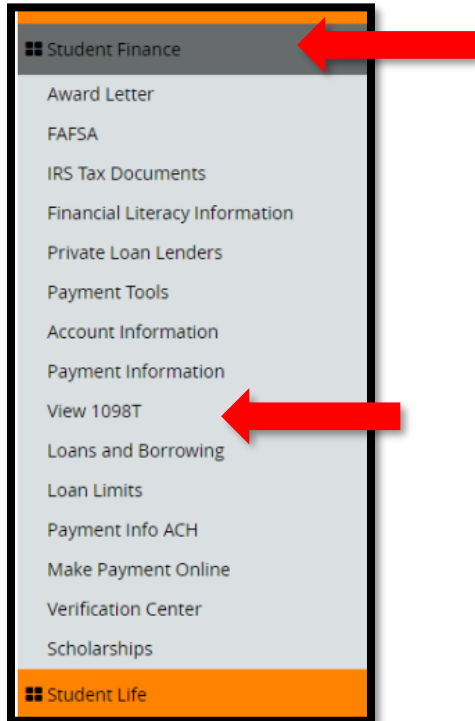 Student Finance
Award Letter
FAFSA
IRS Tax Documents
Financial Literacy Information
Private Loan Lenders
Payment Tools
Account Information
Payment Information
View 1098T
Loans and Borrowing
Loan Limits
Payment Info ACH
Make Payment Online
Verification Center
Scholarships
Student Life